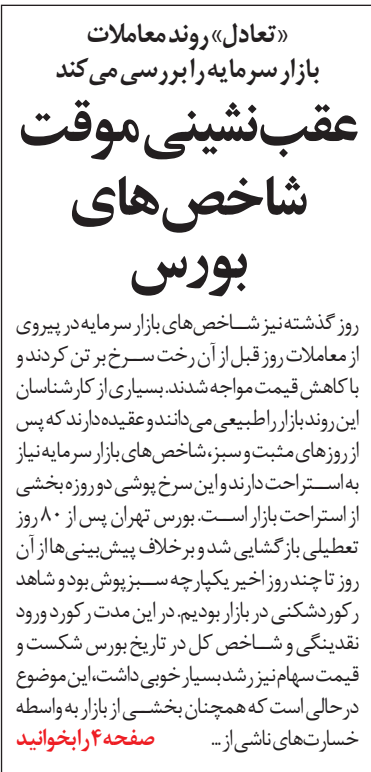 «تعادل» روند معاملات
بازار سرمایه را بررسی می‌کند
عقب‌نشینی موقت
شاخص‌های
بورس
روز گذشته نیز شاخص‌های بازار سرمایه در پیروی
از معاملات روز قبل از آن رخت سرخ بر تن کردند و
با کاهش قیمت مواجه شدند. بسیاری از کارشناسان
این روند بازار را طبیعی می‌دانند و عقیده دارند که پس
از روزهای مثبت و سبز، شاخص‌های بازار سرمایه نیاز
به استراحت دارند و این سرخ پوشی دو روزه بخشی
از استراحت بازار است. بورس تهران پس از ۸۰ روز
تعطیلی بازگشایی شد و برخلاف پیش‌بینی‌ها از آن
روز تا چند روز اخیر یکپارچه سبزپوش بود و شاهد
رکوردشکنی در بازار بودیم. در این مدت رکورد ورود
نقدینگی و شاخص کل در تاریخ بورس شکست و
قیمت سهام نیز رشد بسیار خوبی داشت، این موضوع
در حالی است که همچنان بخشی از بازار به واسطه
خسارت‌های ناشی از ... صفحه ۴ را بخوانید